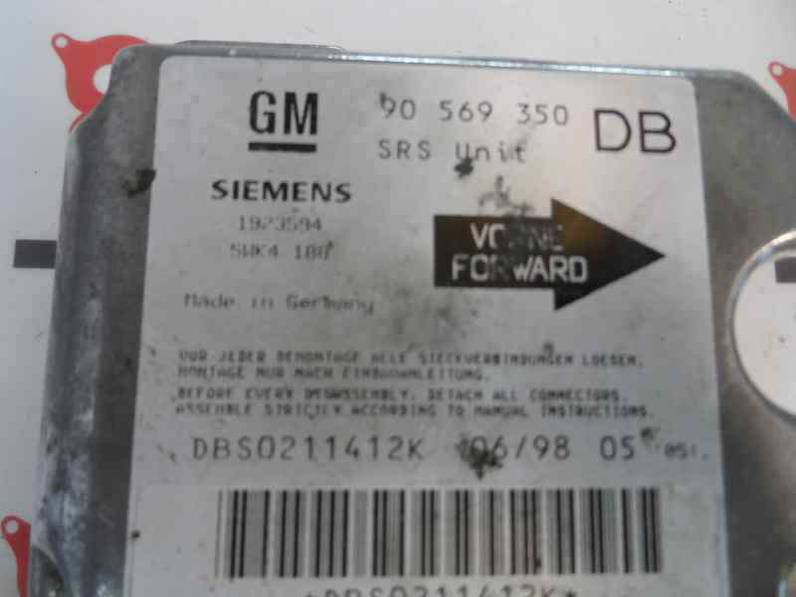 GM
90 569 350
DB
SRS Unit
SIEMENS
1923594
5WK4 180
VORNE
FORWARD
Made in Germany
VOR JEDER DEMONTAGE ALLE STECKVERBINDUNGEN LOESEN.
MONTAGE NUR NACH EINBAUANLEITUNG.
BEFORE EVERY DISASSEMBLY, DETACH ALL CONNECTORS.
ASSEMBLE STRICTLY ACCORDING TO MANUAL INSTRUCTIONS.
DBS0211412K 06/98 05
*DBS0211412K*